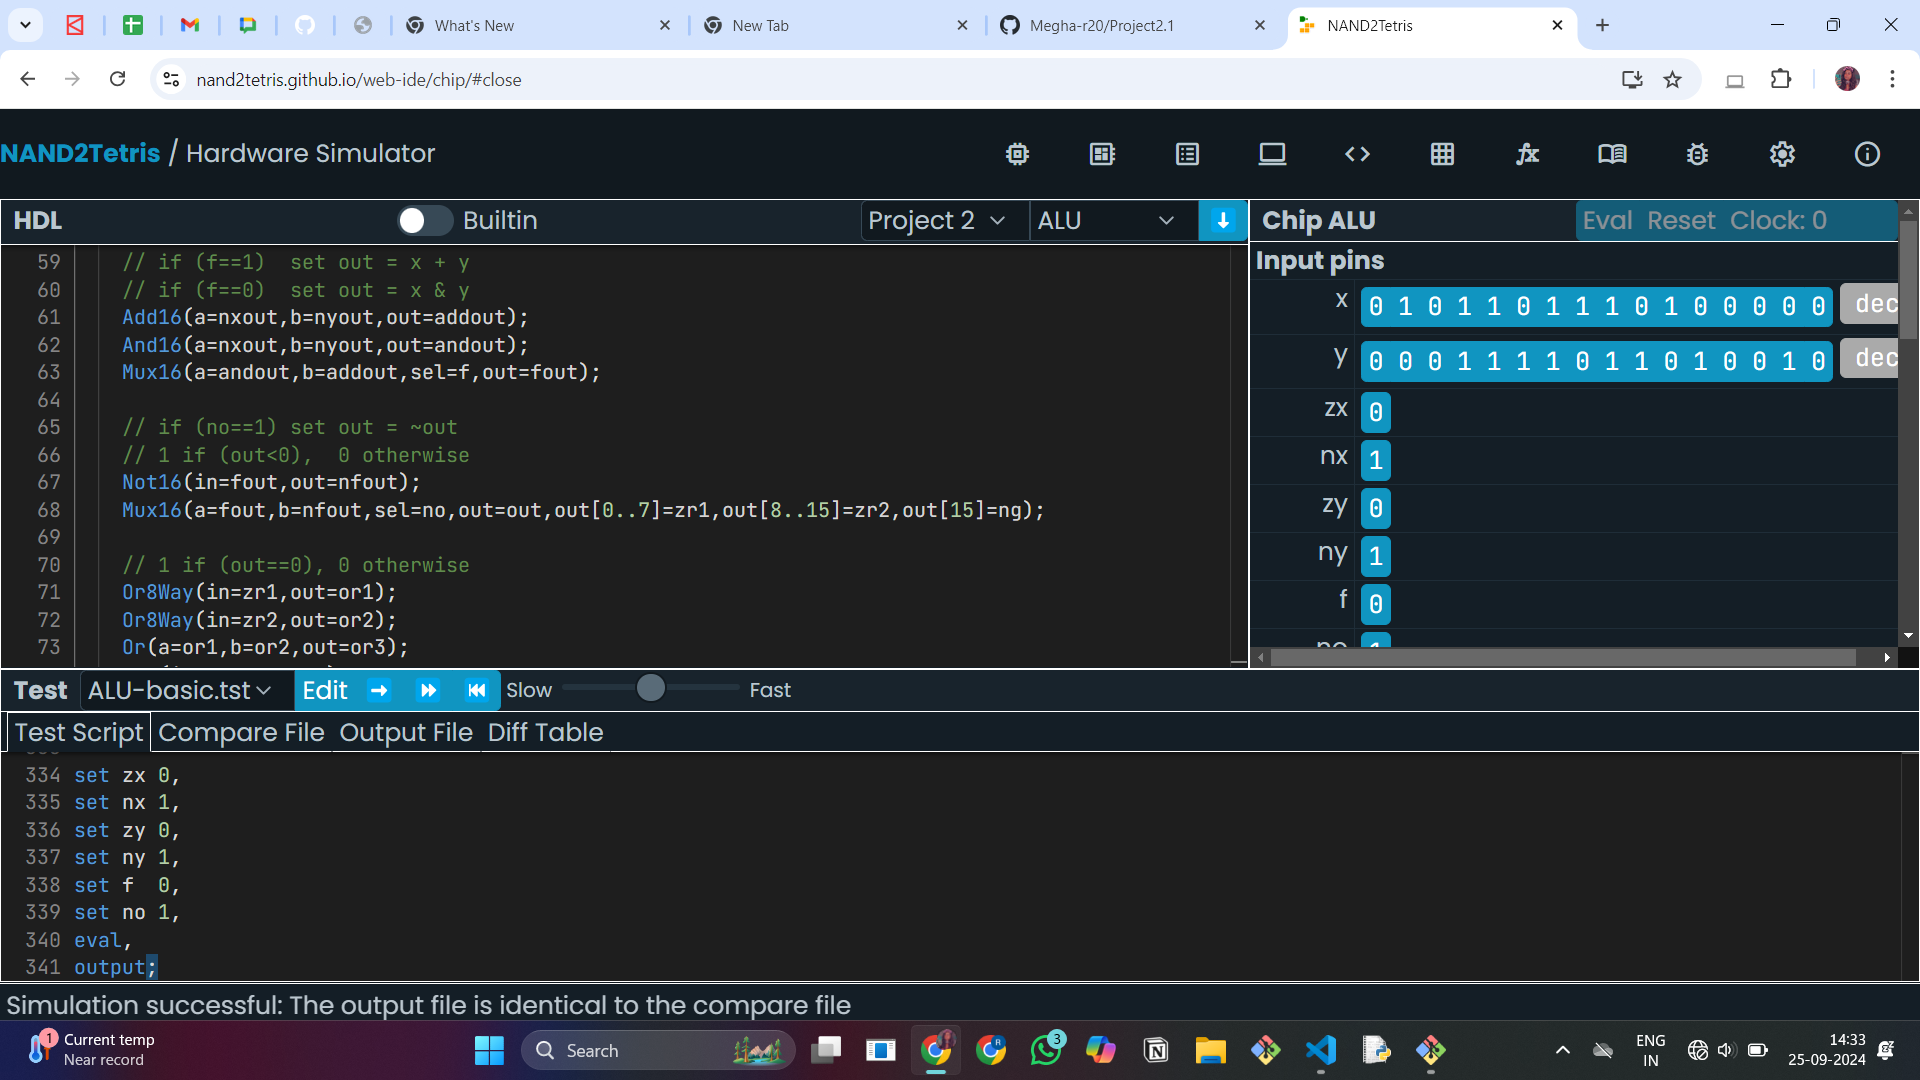 What's New
New Tab
Megha-r20/Project2.1
NAND2Tetris
nand2tetris.github.io/web-ide/chip/#close
NAND2Tetris / Hardware Simulator
HDL
Builtin
Project 2
ALU
59 // if (f==1)  set out = x + y
60 // if (f==0)  set out = x & y
61 Add16(a=nxout,b=nyout,out=addout);
62 And16(a=nxout,b=nyout,out=andout);
63 Mux16(a=andout,b=addout,sel=f,out=fout);
64
65 // if (no==1) set out = ~out
66 // 1 if (out<0),  0 otherwise
67 Not16(in=fout,out=nfout);
68 Mux16(a=fout,b=nfout,sel=no,out=out,out[0..7]=zr1,out[8..15]=zr2,out[15]=ng);
69
70 // 1 if (out==0), 0 otherwise
71 Or8Way(in=zr1,out=or1);
72 Or8Way(in=zr2,out=or2);
73 Or(a=or1,b=or2,out=or3);
Chip ALU
Eval Reset Clock: 0
Input pins
x 0 1 0 1 1 0 1 1 1 0 1 0 0 0 0 0 dec
y 0 0 0 1 1 1 1 0 1 1 0 1 0 0 1 0 dec
zx 0
nx 1
zy 0
ny 1
f 0
no 1
Test ALU-basic.tst Edit Slow Fast
Test Script Compare File Output File Diff Table
334 set zx 0,
335 set nx 1,
336 set zy 0,
337 set ny 1,
338 set f  0,
339 set no 1,
340 eval,
341 output;
Simulation successful: The output file is identical to the compare file
1
Current temp
Near record
Search
R
3
ENG
IN
14:33
25-09-2024